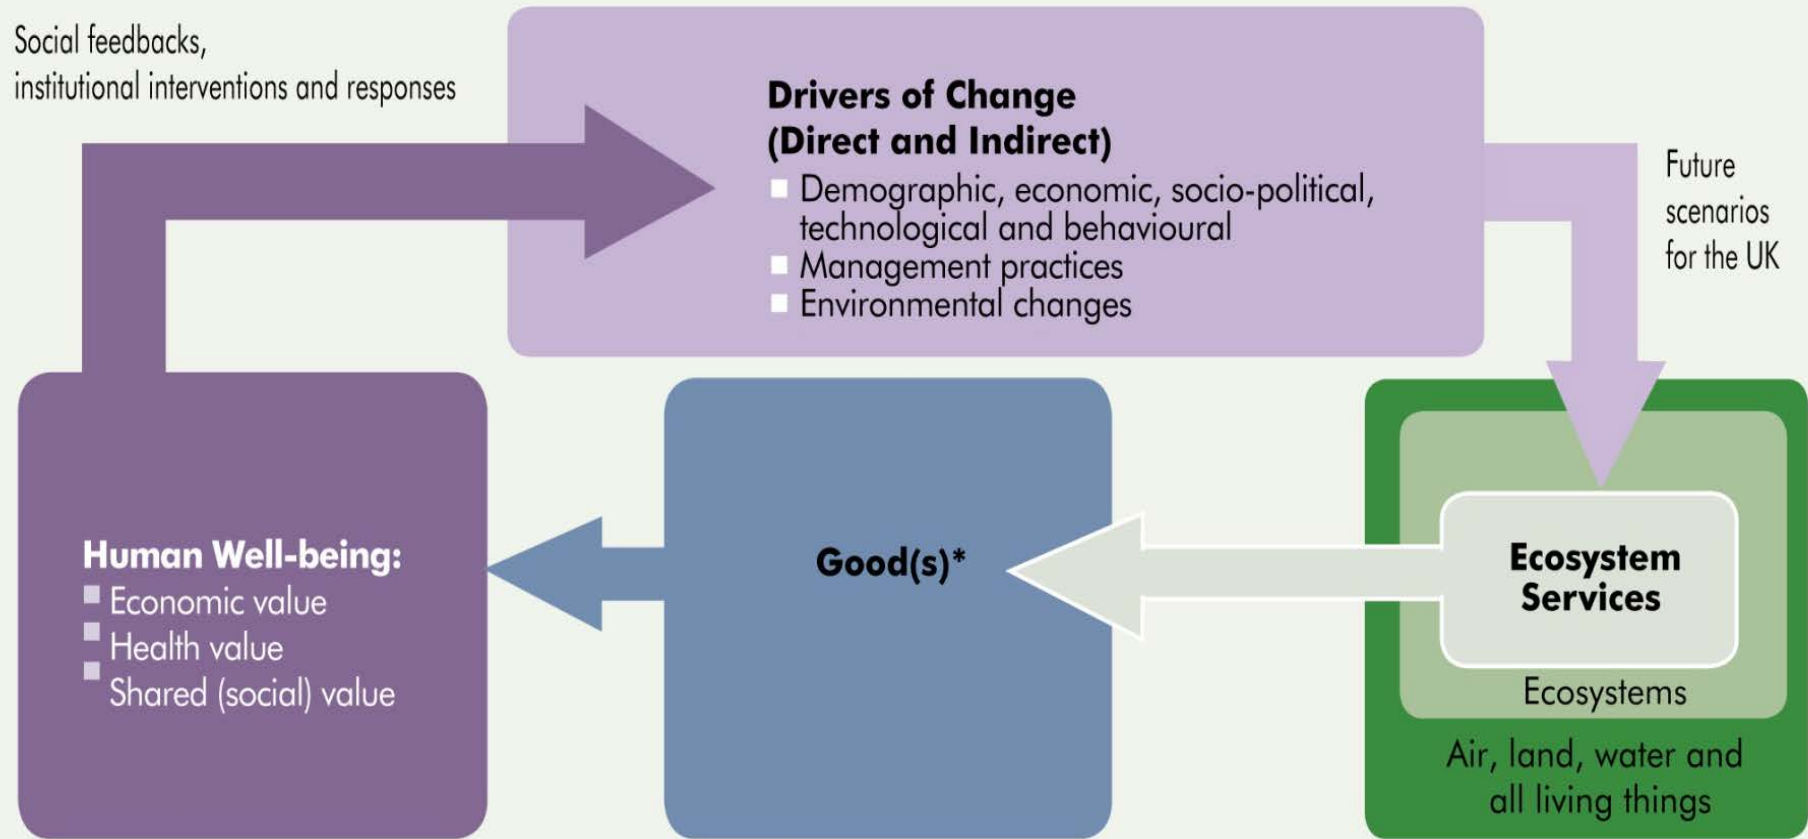 Social feedbacks,
institutional interventions and responses
Drivers of Change
(Direct and Indirect)
Demographic, economic, socio-political,
technological and behavioural
Management practices
Environmental changes
Future
scenarios
for the UK
Human Well-being:
Economic value
Health value
Shared (social) value
Good(s)*
Ecosystem
Services
Ecosystems
Air, land, water and
all living things